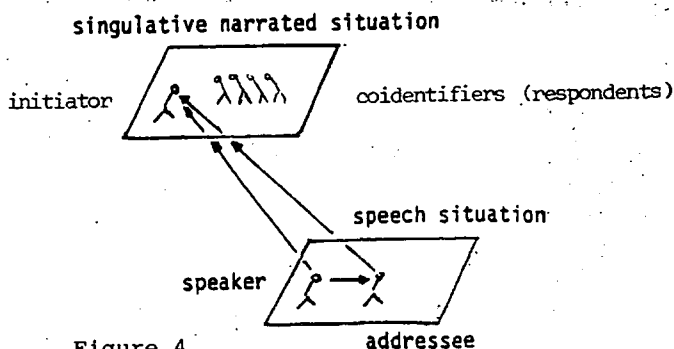 singulative narrated situation
initiator
coidentifiers (respondents)
speech situation
speaker
addressee
Figure 4